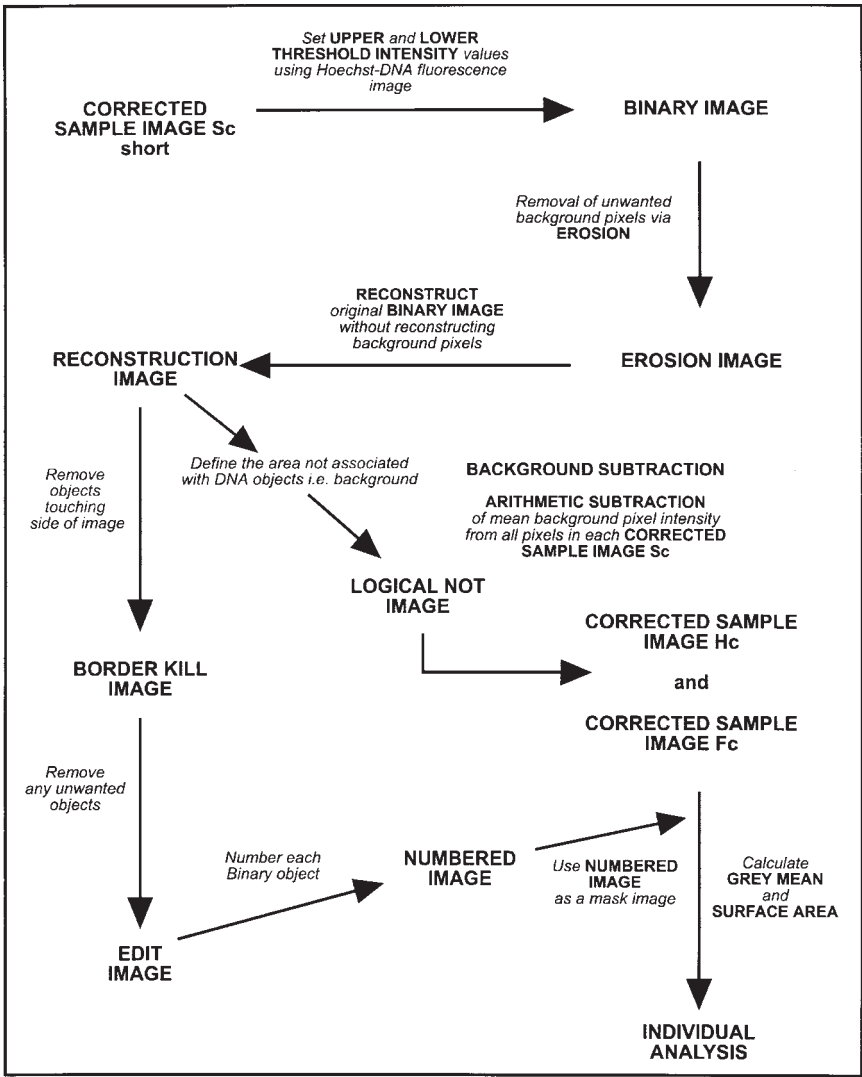 Set UPPER and LOWER
THRESHOLD INTENSITY values
using Hoechst-DNA fluorescence
image
CORRECTED
SAMPLE IMAGE Sc
short
BINARY IMAGE
Removal of unwanted
background pixels via
EROSION
RECONSTRUCT
original BINARY IMAGE
without reconstructing
background pixels
RECONSTRUCTION
IMAGE
EROSION IMAGE
Remove
objects
touching
side of image
Define the area not associated
with DNA objects i.e. background
BACKGROUND SUBTRACTION
ARITHMETIC SUBTRACTION
of mean background pixel intensity
from all pixels in each CORRECTED
SAMPLE IMAGE Sc
LOGICAL NOT
IMAGE
CORRECTED SAMPLE
IMAGE Hc
and
CORRECTED SAMPLE
IMAGE Fc
BORDER KILL
IMAGE
Remove
any unwanted
objects
Number each
Binary object
NUMBERED
IMAGE
Use NUMBERED
IMAGE
as a mask image
Calculate
GREY MEAN
and
SURFACE AREA
EDIT
IMAGE
INDIVIDUAL
ANALYSIS